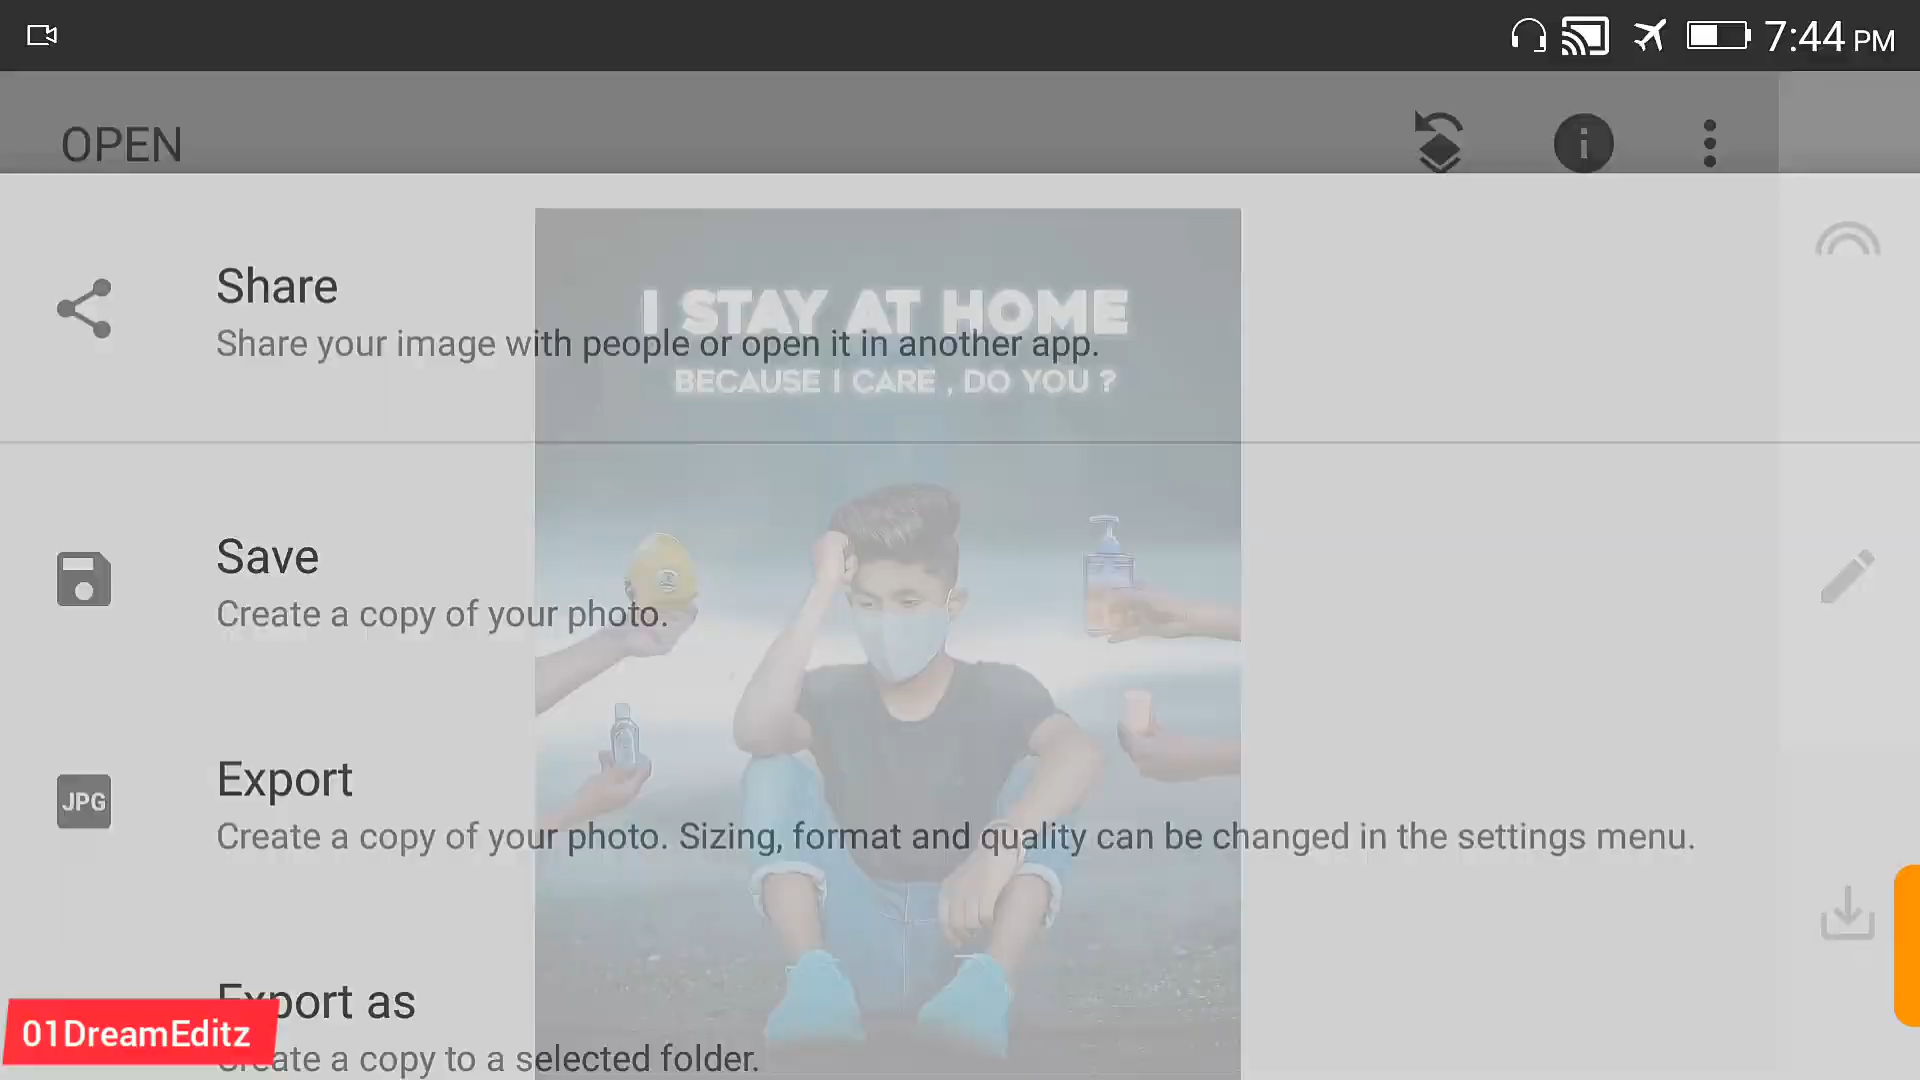 7:44 PM
OPEN
Share
Share your image with people or open it in another app.
I STAY AT HOME
BECAUSE I CARE , DO YOU ?
Save
Create a copy of your photo.
JPG
Export
Create a copy of your photo. Sizing, format and quality can be changed in the settings menu.
Export as
Create a copy to a selected folder.
01DreamEditz